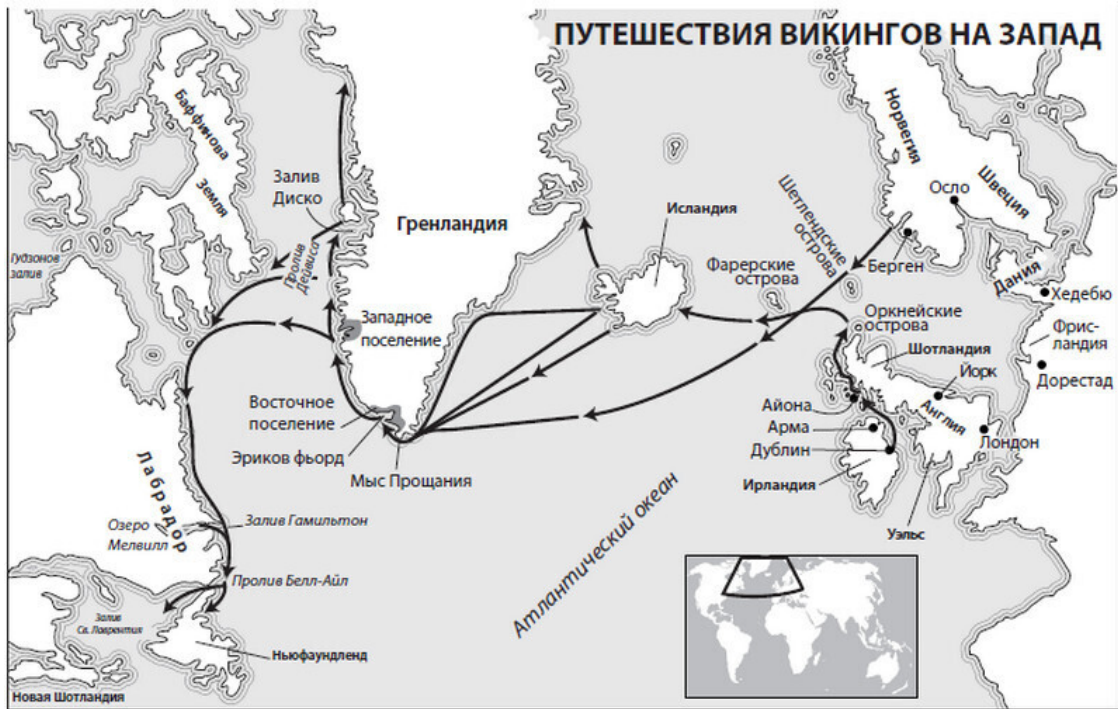 ПУТЕШЕСТВИЯ ВИКИНГОВ НА ЗАПАД
Баффинова
Земля
Гудзонов
залив
Залив
Диско
Пролив
Дейвиса
Гренландия
Западное
поселение
Восточное
поселение
Эриков фьорд
Мыс Прощания
Исландия
Фарерские
острова
Шетлендские
острова
Норвегия
Швеция
Осло
Берген
Дания
Хедебю
Фрис-
ландия
Дорестад
Оркнейские
острова
Шотландия
Йорк
Англия
Лондон
Айона
Арма
Дублин
Ирландия
Уэльс
Атлантический океан
Лабрадор
Озеро
Мелвилл
Залив Гамильтон
Пролив Белл-Айл
Залив
Св. Лаврентия
Ньюфаундленд
Новая Шотландия